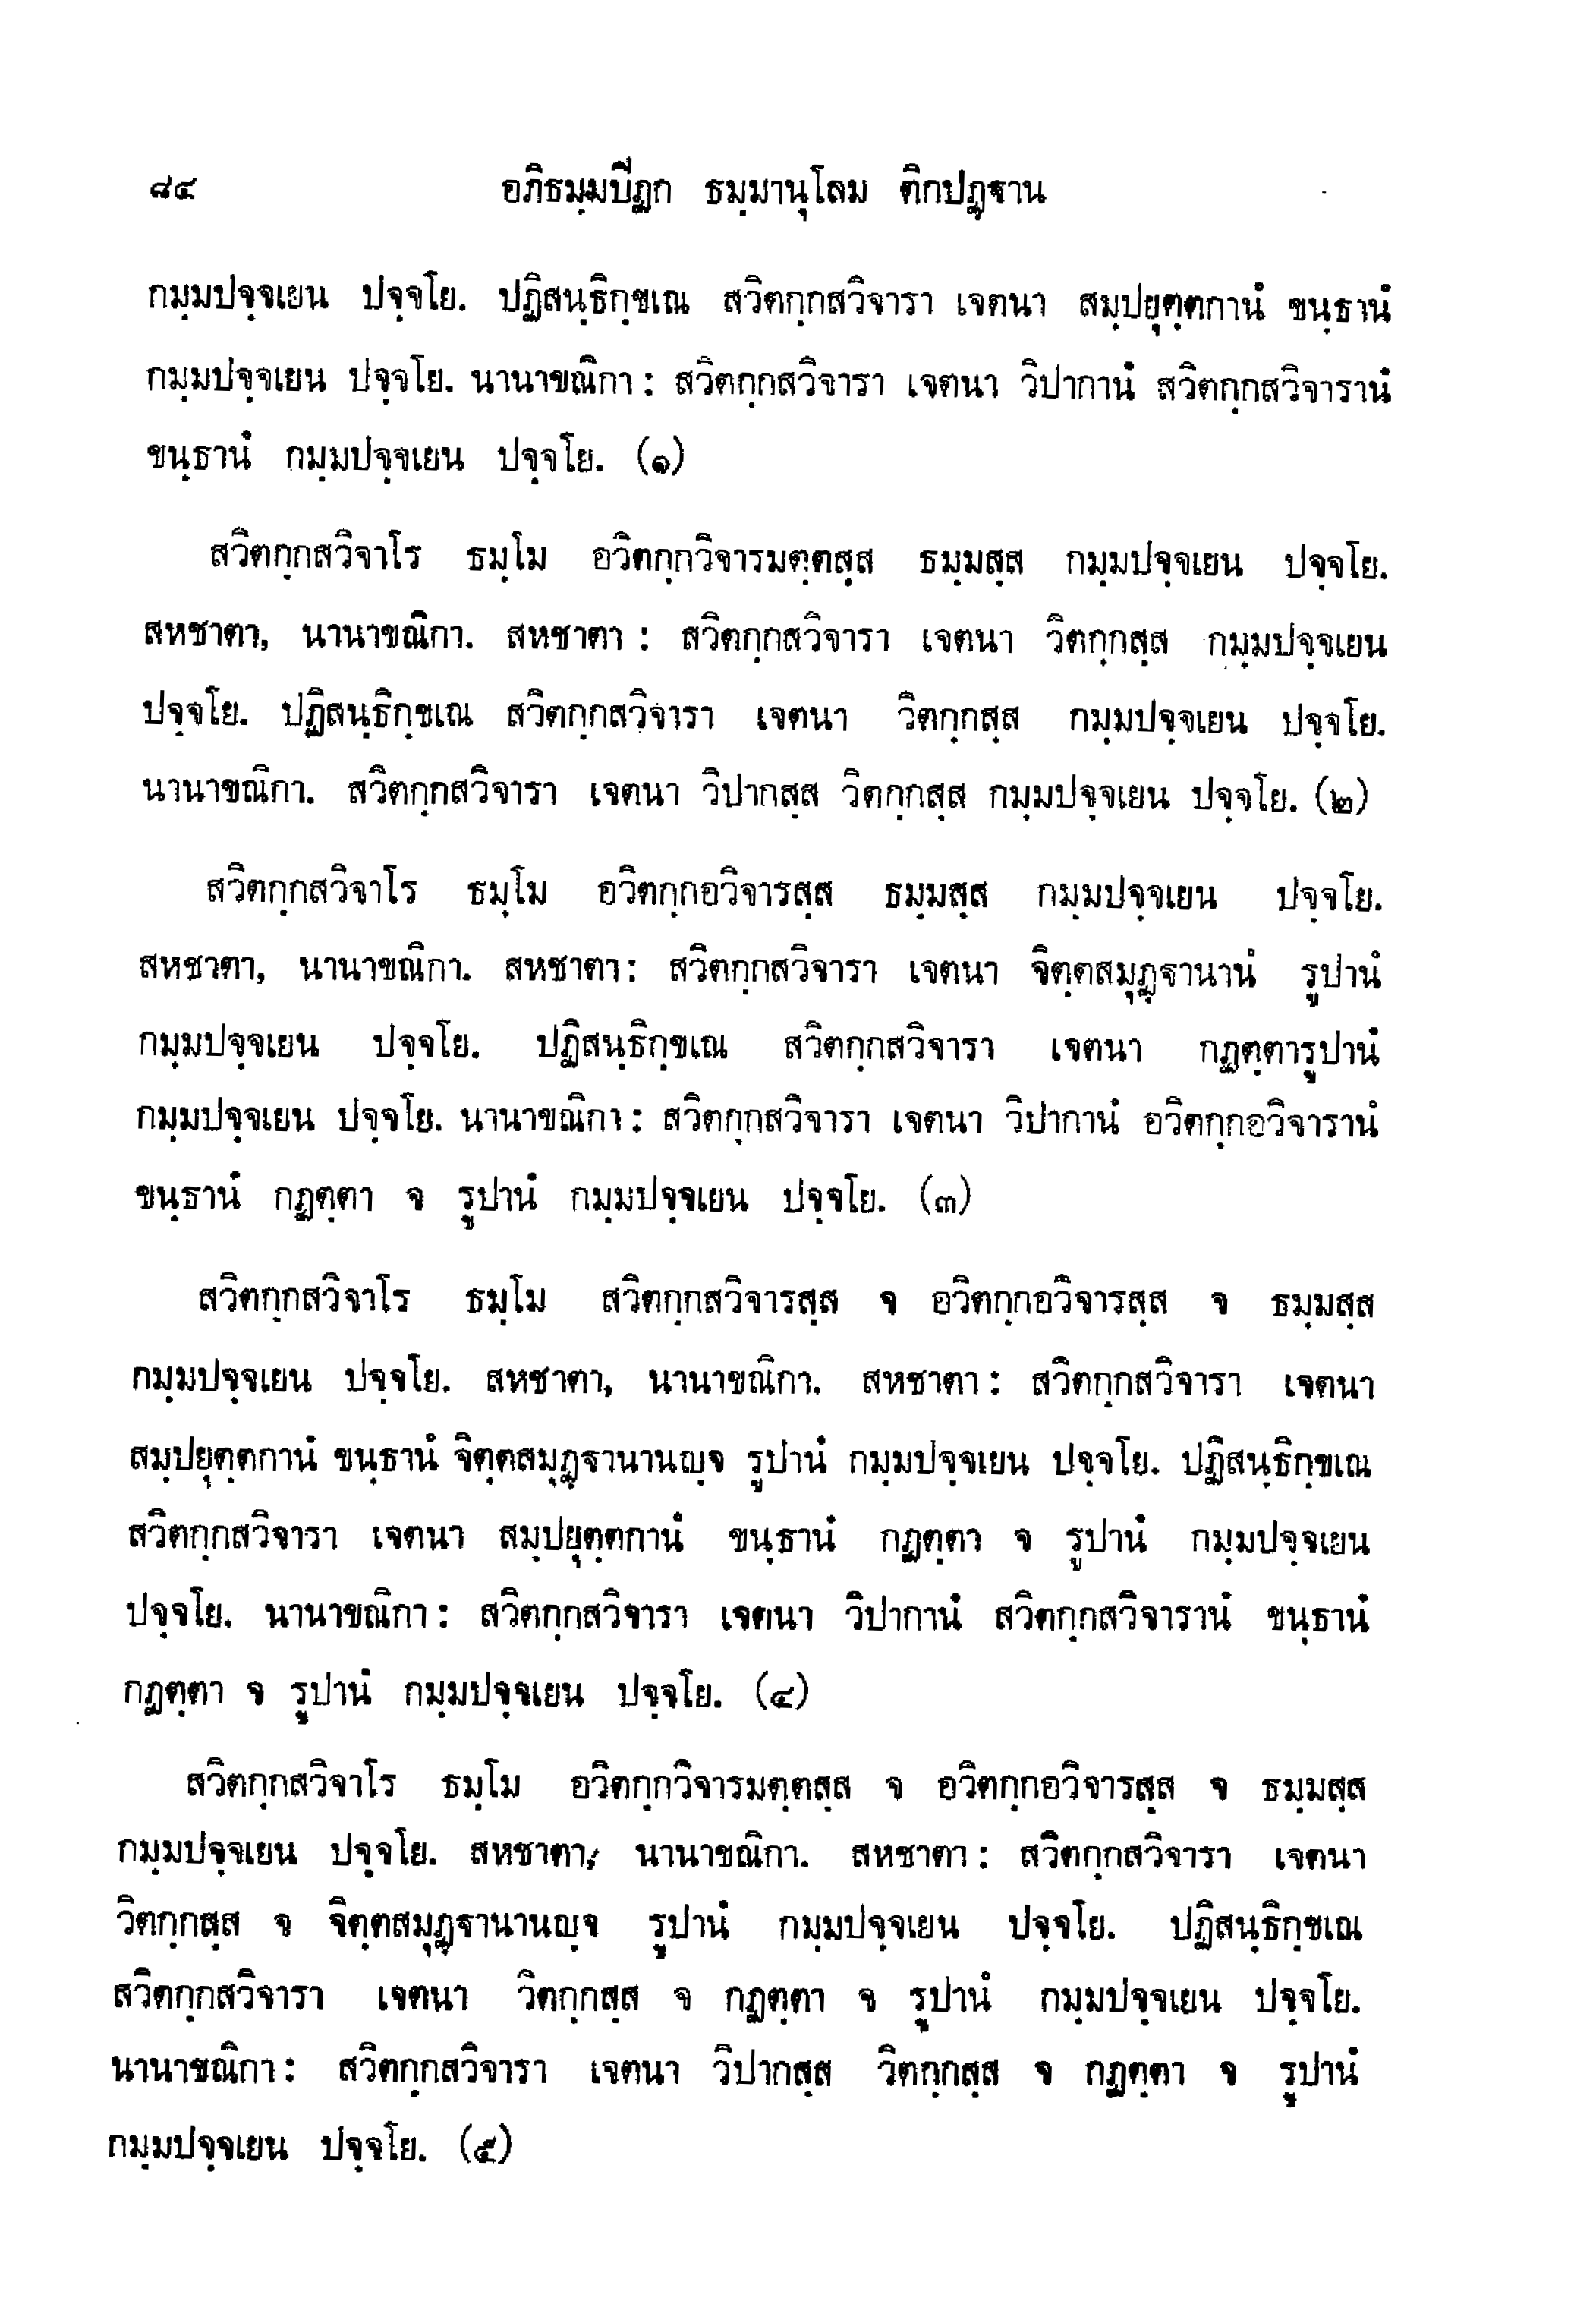 ๘๔ อภิธมฺมปิฏก ธมฺมานุโลม ติกปฏฺฐาน
กมฺมปจฺจเยน ปจฺจโย. ปฏิสนฺธิกฺขเณ สวิตกฺกสวิจารา เจตนา สมฺปยุตฺตกานํ ขนฺธานํ
กมฺมปจฺจเยน ปจฺจโย. นานาขณิกา: สวิตกฺกสวิจารา เจตนา วิปากานํ สวิตกฺกสวิจารานํ
ขนฺธานํ กมฺมปจฺจเยน ปจฺจโย. (๑)
สวิตกฺกสวิจาโร ธมฺโม อวิตกฺกวิจารมตฺตสฺส ธมฺมสฺส กมฺมปจฺจเยน ปจฺจโย.
สหชาตา, นานาขณิกา. สหชาตา: สวิตกฺกสวิจารา เจตนา วิตกฺกสฺส กมฺมปจฺจเยน
ปจฺจโย. ปฏิสนฺธิกฺขเณ สวิตกฺกสวิจารา เจตนา วิตกฺกสฺส กมฺมปจฺจเยน ปจฺจโย.
นานาขณิกา. สวิตกฺกสวิจารา เจตนา วิปากสฺส วิตกฺกสฺส กมฺมปจฺจเยน ปจฺจโย. (๒)
สวิตกฺกสวิจาโร ธมฺโม อวิตกฺกอวิจารสฺส ธมฺมสฺส กมฺมปจฺจเยน ปจฺจโย.
สหชาตา, นานาขณิกา. สหชาตา: สวิตกฺกสวิจารา เจตนา จิตฺตสมุฏฺฐานานํ รูปานํ
กมฺมปจฺจเยน ปจฺจโย. ปฏิสนฺธิกฺขเณ สวิตกฺกสวิจารา เจตนา กฏตฺตารูปานํ
กมฺมปจฺจเยน ปจฺจโย. นานาขณิกา: สวิตกฺกสวิจารา เจตนา วิปากานํ อวิตกฺกอวิจารานํ
ขนฺธานํ กฏตฺตา จ รูปานํ กมฺมปจฺจเยน ปจฺจโย. (๓)
สวิตกฺกสวิจาโร ธมฺโม สวิตกฺกสวิจารสฺส จ อวิตกฺกอวิจารสฺส จ ธมฺมสฺส
กมฺมปจฺจเยน ปจฺจโย. สหชาตา, นานาขณิกา. สหชาตา: สวิตกฺกสวิจารา เจตนา
สมฺปยุตฺตกานํ ขนฺธานํ จิตฺตสมุฏฺฐานานญฺจ รูปานํ กมฺมปจฺจเยน ปจฺจโย. ปฏิสนฺธิกฺขเณ
สวิตกฺกสวิจารา เจตนา สมฺปยุตฺตกานํ ขนฺธานํ กฏตฺตา จ รูปานํ กมฺมปจฺจเยน
ปจฺจโย. นานาขณิกา: สวิตกฺกสวิจารา เจตนา วิปากานํ สวิตกฺกสวิจารานํ ขนฺธานํ
กฏตฺตา จ รูปานํ กมฺมปจฺจเยน ปจฺจโย. (๔)
สวิตกฺกสวิจาโร ธมฺโม อวิตกฺกวิจารมตฺตสฺส จ อวิตกฺกอวิจารสฺส จ ธมฺมสฺส
กมฺมปจฺจเยน ปจฺจโย. สหชาตา, นานาขณิกา. สหชาตา: สวิตกฺกสวิจารา เจตนา
วิตกฺกสฺส จ จิตฺตสมุฏฺฐานานญฺจ รูปานํ กมฺมปจฺจเยน ปจฺจโย. ปฏิสนฺธิกฺขเณ
สวิตกฺกสวิจารา เจตนา วิตกฺกสฺส จ กฏตฺตา จ รูปานํ กมฺมปจฺจเยน ปจฺจโย.
นานาขณิกา: สวิตกฺกสวิจารา เจตนา วิปากสฺส วิตกฺกสฺส จ กฏตฺตา จ รูปานํ
กมฺมปจฺจเยน ปจฺจโย. (๕)